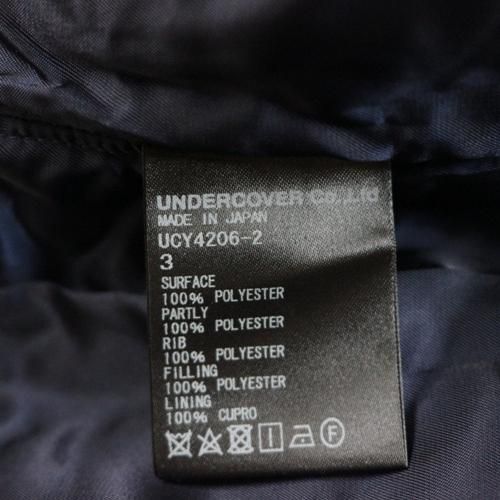 UNDERCOVER Co.,Ltd
MADE IN JAPAN
UCY4206-2
3
SURFACE
100% POLYESTER
PARTLY
100% POLYESTER
RIB
100% POLYESTER
FILLING
100% POLYESTER
LINING
100% CUPRO